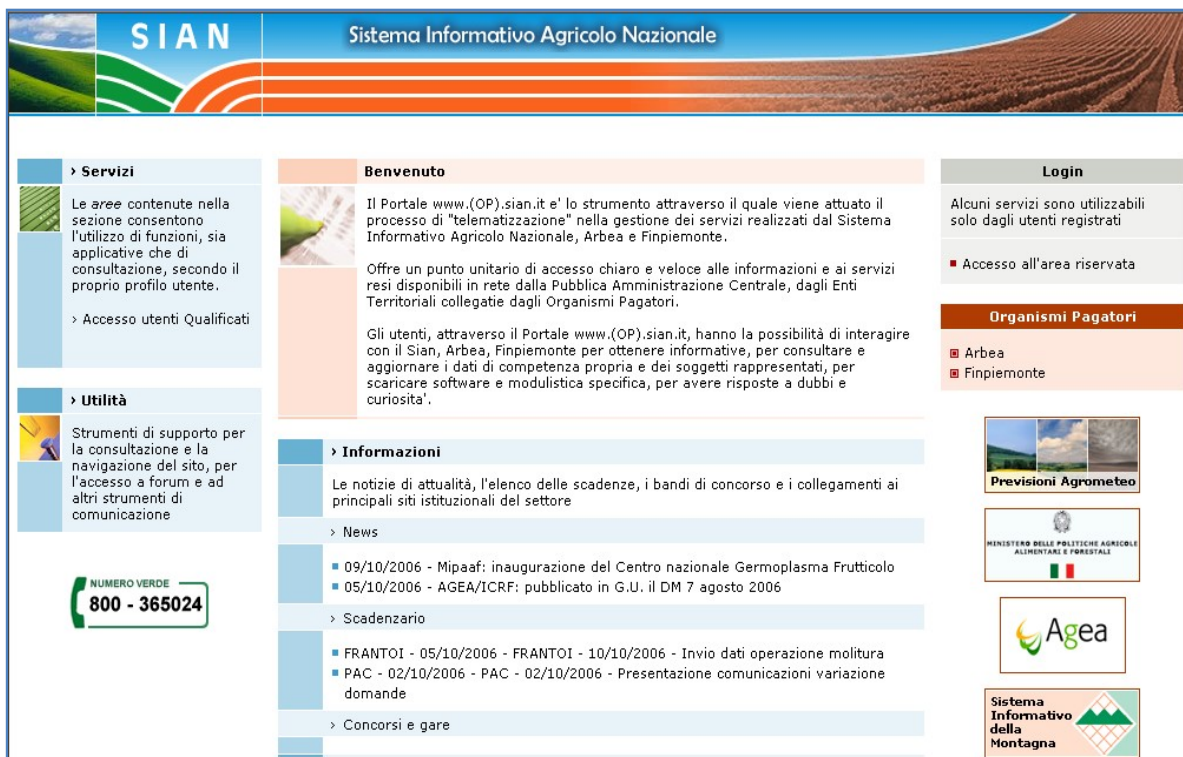 SIAN
Sistema Informativo Agricolo Nazionale
› Servizi
Le aree contenute nella
sezione consentono
l'utilizzo di funzioni, sia
applicative che di
consultazione, secondo il
proprio profilo utente.
› Accesso utenti Qualificati
› Utilità
Strumenti di supporto per
la consultazione e la
navigazione del sito, per
l'accesso a forum e ad
altri strumenti di
comunicazione
NUMERO VERDE
800 - 365024
Benvenuto
Il Portale www.(OP).sian.it e' lo strumento attraverso il quale viene attuato il
processo di "telematizzazione" nella gestione dei servizi realizzati dal Sistema
Informativo Agricolo Nazionale, Arbea e Finpiemonte.
Offre un punto unitario di accesso chiaro e veloce alle informazioni e ai servizi
resi disponibili in rete dalla Pubblica Amministrazione Centrale, dagli Enti
Territoriali collegatie dagli Organismi Pagatori.
Gli utenti, attraverso il Portale www.(OP).sian.it, hanno la possibilità di interagire
con il Sian, Arbea, Finpiemonte per ottenere informative, per consultare e
aggiornare i dati di competenza propria e dei soggetti rappresentati, per
scaricare software e modulistica specifica, per avere risposte a dubbi e
curiosita'.
› Informazioni
Le notizie di attualità, l'elenco delle scadenze, i bandi di concorso e i collegamenti ai
principali siti istituzionali del settore
› News
09/10/2006 - Mipaaf: inaugurazione del Centro nazionale Germoplasma Frutticolo
05/10/2006 - AGEA/ICRF: pubblicato in G.U. il DM 7 agosto 2006
› Scadenzario
FRANTOI - 05/10/2006 - FRANTOI - 10/10/2006 - Invio dati operazione molitura
PAC - 02/10/2006 - PAC - 02/10/2006 - Presentazione comunicazioni variazione
domande
› Concorsi e gare
Login
Alcuni servizi sono utilizzabili
solo dagli utenti registrati
Accesso all'area riservata
Organismi Pagatori
Arbea
Finpiemonte
Previsioni Agrometeo
MINISTERO DELLE POLITICHE AGRICOLE
ALIMENTARI E FORESTALI
Agea
Sistema
Informativo
della
Montagna